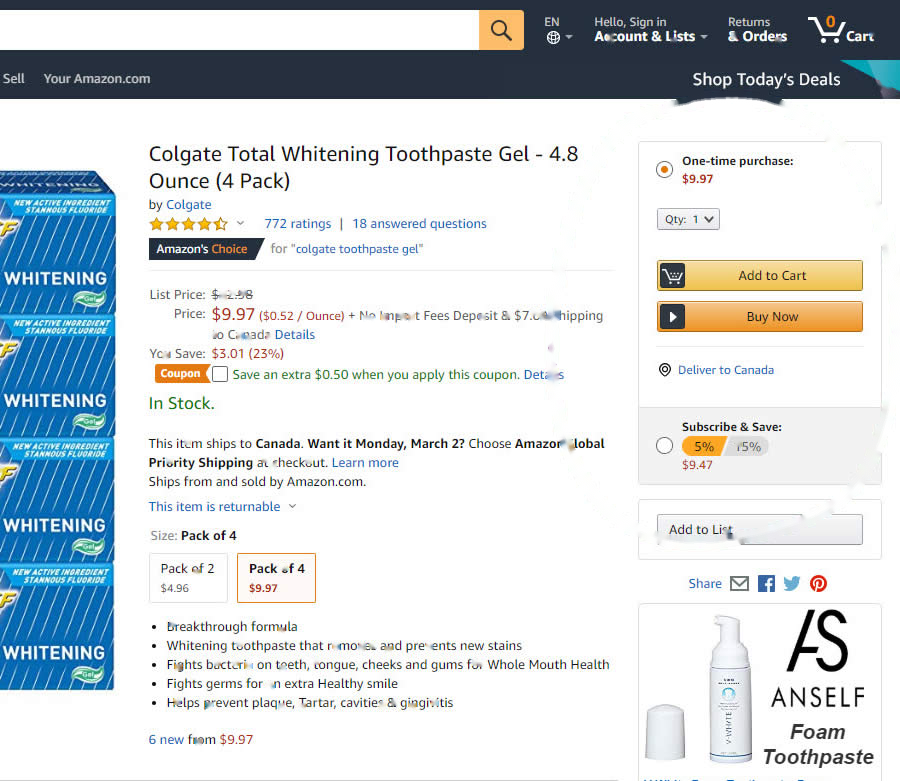 EN
Hello, Sign in
Account & Lists
Returns
& Orders
0
Cart
Sell
Your Amazon.com
Shop Today's Deals
Colgate Total Whitening Toothpaste Gel - 4.8
Ounce (4 Pack)
by Colgate
772 ratings | 18 answered questions
Amazon's Choice for "colgate toothpaste gel"
List Price:
Price: $9.97 ($0.52 / Ounce) + No Import Fees Deposit &
to Canada Details
You Save: $3.01 (23%)
Coupon Save an extra $0.50 when you apply this coupon. Details
In Stock.
This item ships to Canada. Want it Monday, March 2? Choose Amazon Global
Priority Shipping at checkout. Learn more
Ships from and sold by Amazon.com.
This item is returnable
Size: Pack of 4
Pack of 2
$4.96
Pack of 4
$9.97
Breakthrough formula
Whitening toothpaste that removes and prevents new stains
Fights bacteria on teeth, tongue, cheeks and gums for Whole Mouth Health
Fights germs for an extra Healthy smile
Helps prevent plaque, Tartar, cavities & gingivitis
6 new from $9.97
WHITENING
NEW ACTIVE INGREDIENT
STANNOUS FLUORIDE
WHITENING
Gel
NEW ACTIVE INGREDIENT
STANNOUS FLUORIDE
WHITENING
Gel
NEW ACTIVE INGREDIENT
STANNOUS FLUORIDE
WHITENING
Gel
NEW ACTIVE INGREDIENT
STANNOUS FLUORIDE
WHITENING
Gel
One-time purchase:
$9.97
Qty: 1
Add to Cart
Buy Now
Deliver to Canada
Subscribe & Save:
5% 15%
$9.47
Add to List
Share
AS
ANSELF
Foam
Toothpaste
V-WHITE